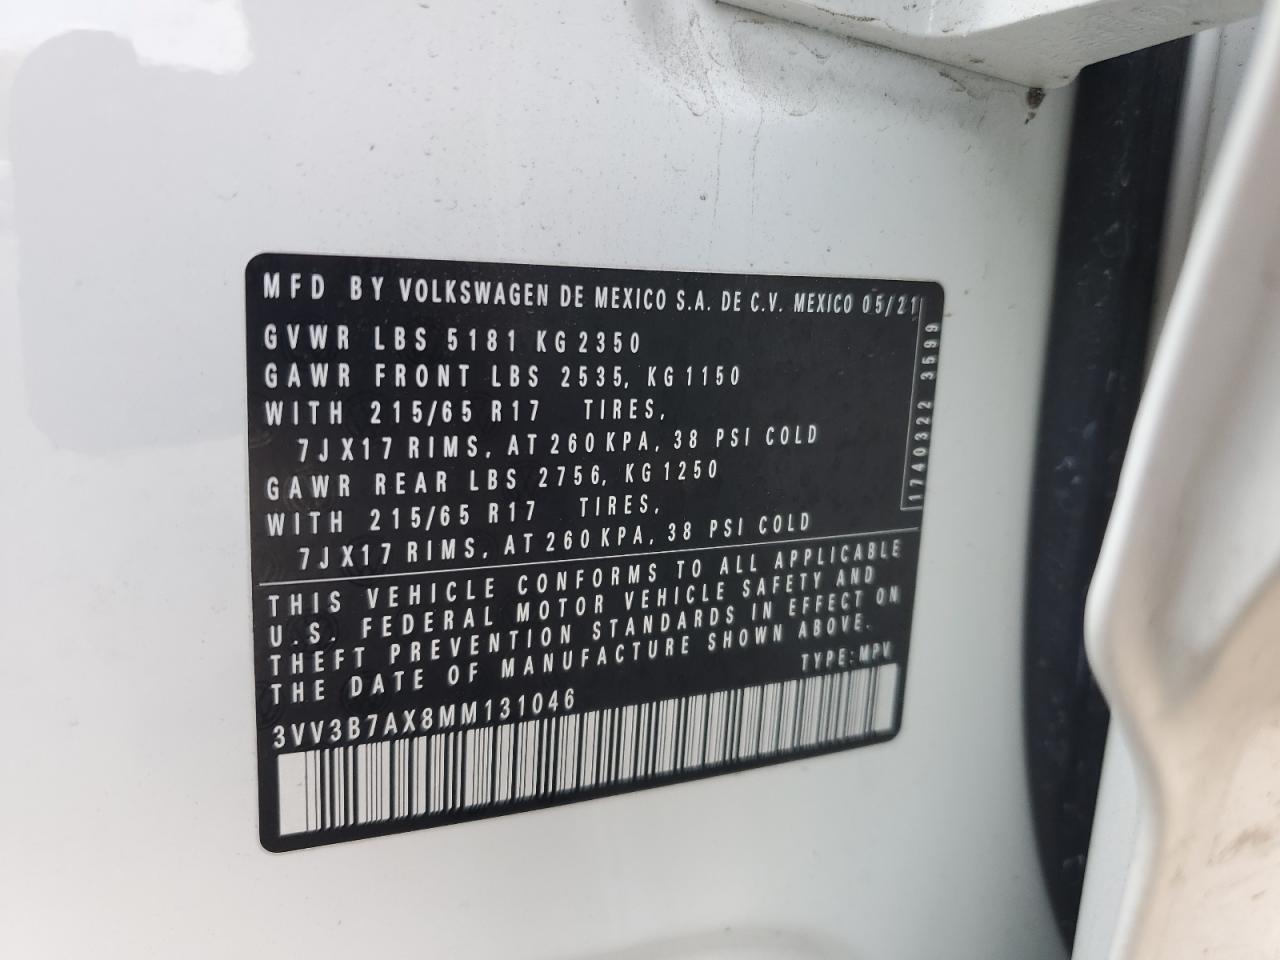 MFD BY VOLKSWAGEN DE MEXICO S.A. DE C.V. MEXICO 05/21
GVWR LBS 5181 KG 2350
GAWR FRONT LBS 2535, KG 1150
WITH 215/65 R17 TIRES,
7JX17 RIMS, AT 260 KPA, 38 PSI COLD
GAWR REAR LBS 2756, KG 1250
WITH 215/65 R17 TIRES,
7JX17 RIMS, AT 260 KPA, 38 PSI COLD
1740322 3599
THIS VEHICLE CONFORMS TO ALL APPLICABLE
U.S. FEDERAL MOTOR VEHICLE SAFETY AND
THEFT PREVENTION STANDARDS IN EFFECT ON
THE DATE OF MANUFACTURE SHOWN ABOVE.
TYPE: MPV
3VV3B7AX8MM131046